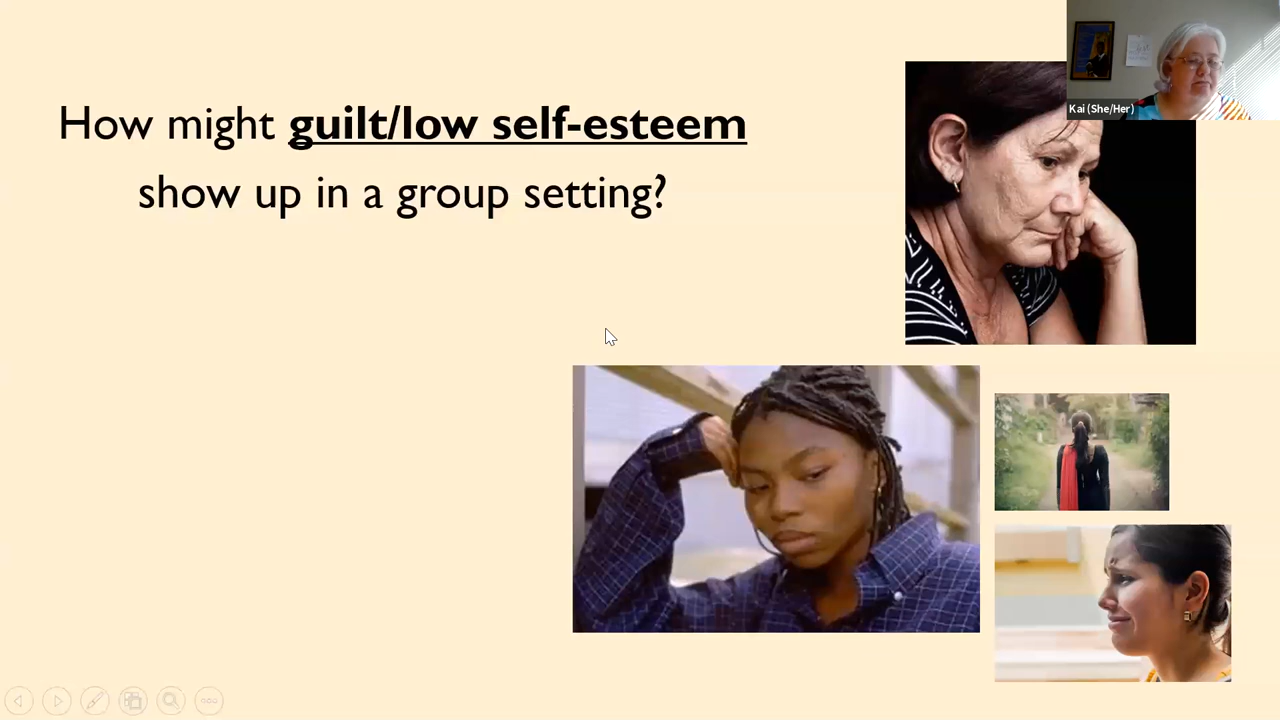 How might guilt/low self-esteem
show up in a group setting?
Kai (She/Her)